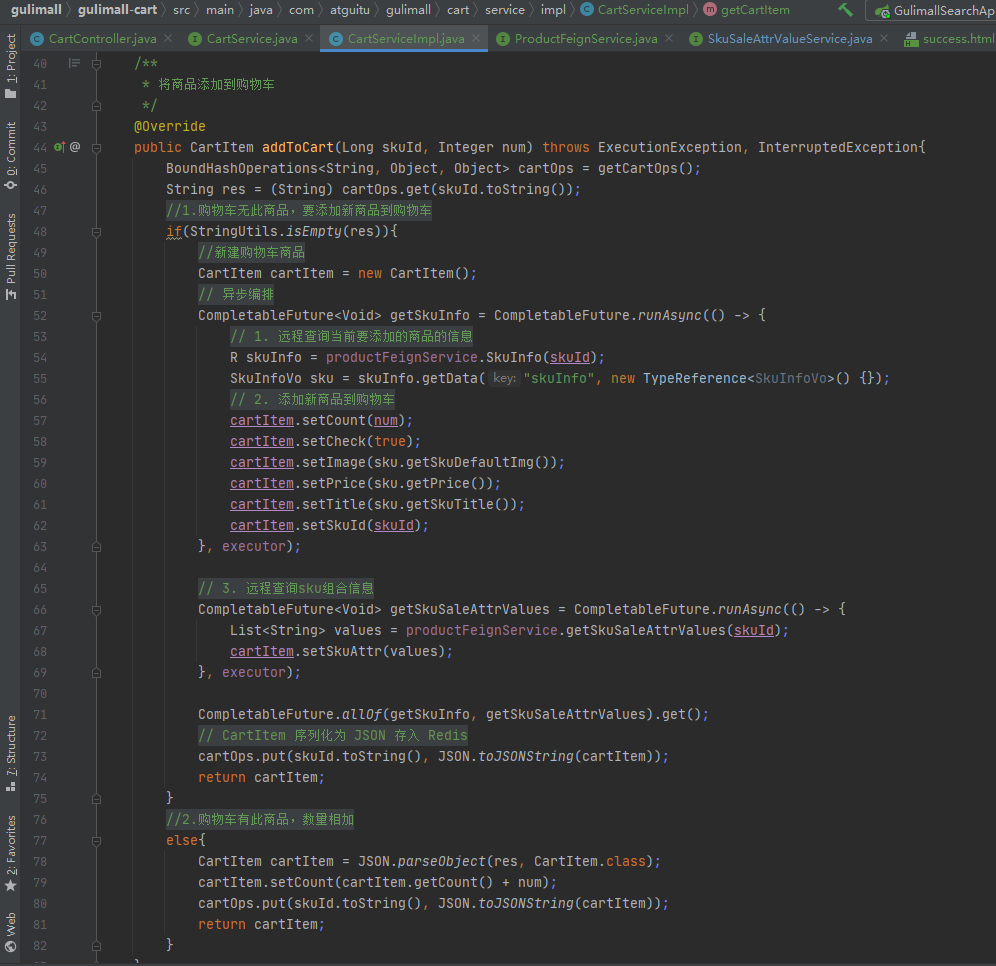 gulimall gulimall-cart src main java com atguitu gulimall cart service impl CartServiceImpl getCartItem GulimallSearchAp
CartController.java CartService.java CartServiceImpl.java ProductFeignService.java SkuSaleAttrValueService.java success.html
1: Project
0: Commit
Pull Requests
7: Structure
2: Favorites
Web
40 /**
41 * 将商品添加到购物车
42 */
43 @Override
44 public CartItem addToCart(Long skuId, Integer num) throws ExecutionException, InterruptedException{
45 BoundHashOperations<String, Object, Object> cartOps = getCartOps();
46 String res = (String) cartOps.get(skuId.toString());
47 //1.购物车无此商品，要添加新商品到购物车
48 if(StringUtils.isEmpty(res)){
49 //新建购物车商品
50 CartItem cartItem = new CartItem();
51 // 异步编排
52 CompletableFuture<Void> getSkuInfo = CompletableFuture.runAsync(() -> {
53 // 1. 远程查询当前要添加的商品的信息
54 R skuInfo = productFeignService.SkuInfo(skuId);
55 SkuInfoVo sku = skuInfo.getData( key: "skuInfo", new TypeReference<SkuInfoVo>() {});
56 // 2. 添加新商品到购物车
57 cartItem.setCount(num);
58 cartItem.setCheck(true);
59 cartItem.setImage(sku.getSkuDefaultImg());
60 cartItem.setPrice(sku.getPrice());
61 cartItem.setTitle(sku.getSkuTitle());
62 cartItem.setSkuId(skuId);
63 }, executor);
64
65 // 3. 远程查询sku组合信息
66 CompletableFuture<Void> getSkuSaleAttrValues = CompletableFuture.runAsync(() -> {
67 List<String> values = productFeignService.getSkuSaleAttrValues(skuId);
68 cartItem.setSkuAttr(values);
69 }, executor);
70
71 CompletableFuture.allOf(getSkuInfo, getSkuSaleAttrValues).get();
72 // CartItem 序列化为 JSON 存入 Redis
73 cartOps.put(skuId.toString(), JSON.toJSONString(cartItem));
74 return cartItem;
75 }
76 //2.购物车有此商品，数量相加
77 else{
78 CartItem cartItem = JSON.parseObject(res, CartItem.class);
79 cartItem.setCount(cartItem.getCount() + num);
80 cartOps.put(skuId.toString(), JSON.toJSONString(cartItem));
81 return cartItem;
82 }